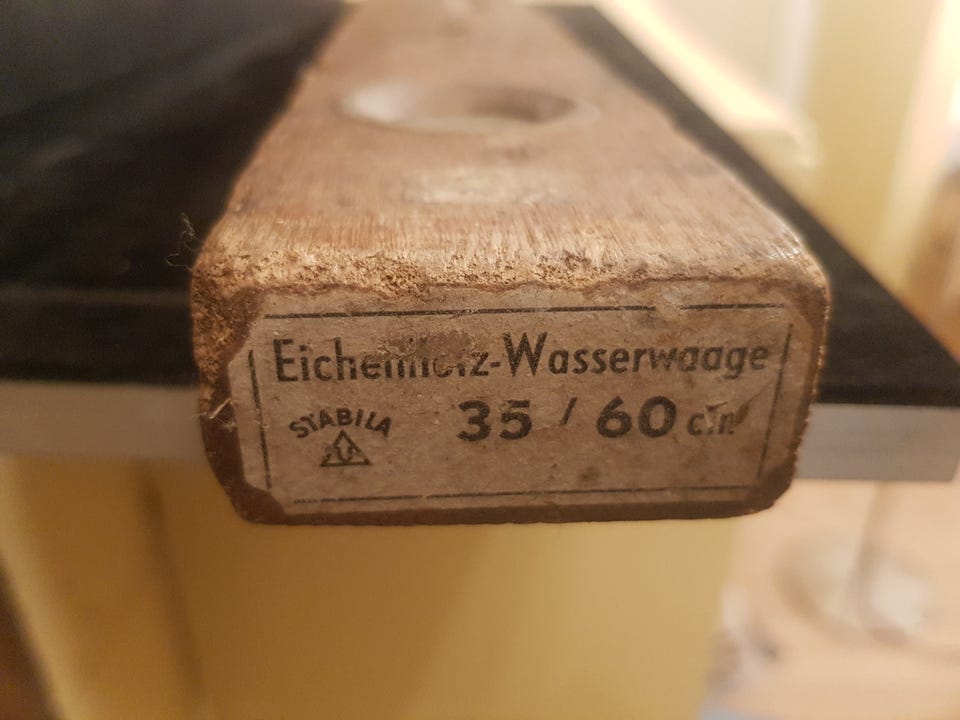 Eichenholz-Wasserwaage
STABILA 35 / 60 cm